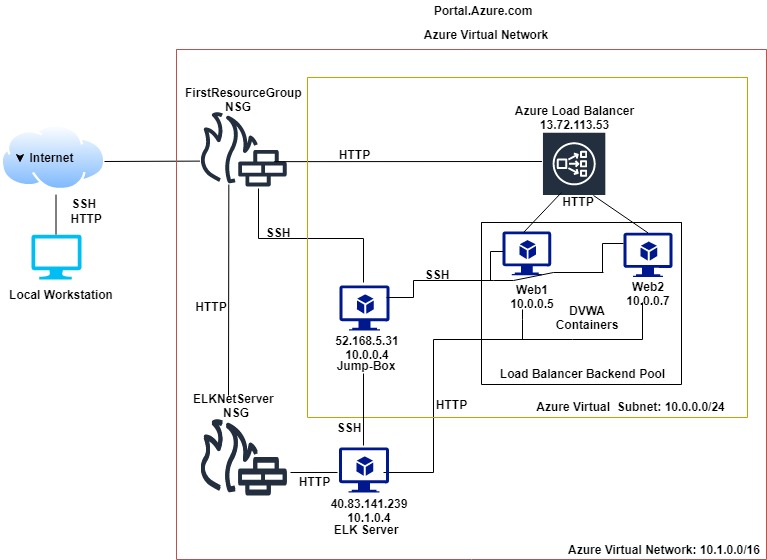 Portal.Azure.com
Azure Virtual Network
FirstResourceGroup
NSG
Azure Load Balancer
13.72.113.53
Internet
HTTP
SSH
HTTP
HTTP
SSH
SSH
Local Workstation
Web1
10.0.0.5
Web2
10.0.0.7
HTTP
DVWA
Containers
52.168.5.31
10.0.0.4
Jump-Box
Load Balancer Backend Pool
ELKNetServer
NSG
HTTP
Azure Virtual Subnet: 10.0.0.0/24
SSH
HTTP
40.83.141.239
10.1.0.4
ELK Server
Azure Virtual Network: 10.1.0.0/16